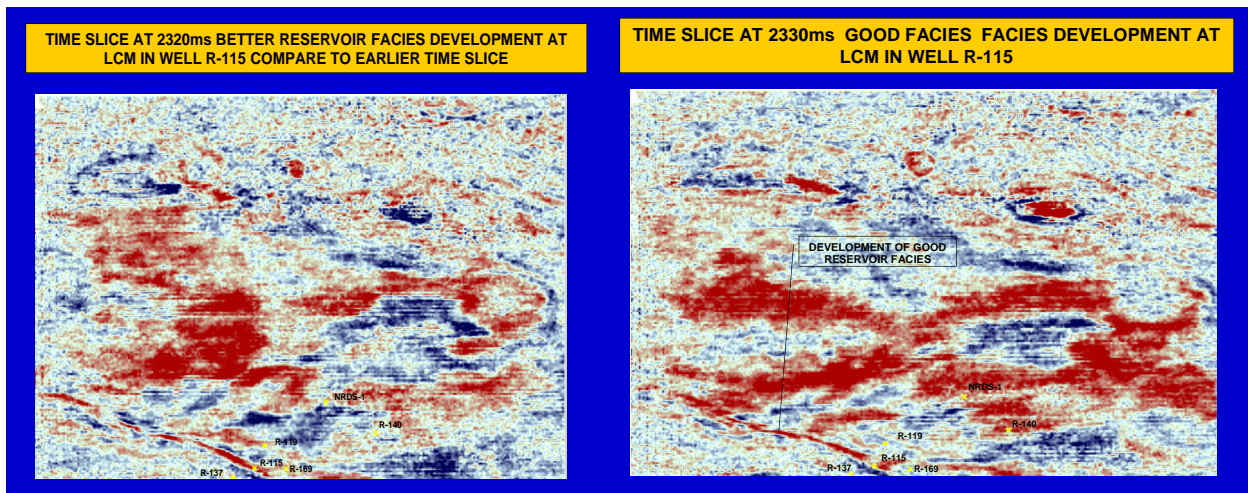 TIME SLICE AT 2320ms BETTER RESERVOIR FACIES DEVELOPMENT AT
LCM IN WELL R-115 COMPARE TO EARLIER TIME SLICE
NRDS-1
R-140
R-119
R-115
R-169
R-137
TIME SLICE AT 2330ms GOOD FACIES FACIES DEVELOPMENT AT
LCM IN WELL R-115
DEVELOPMENT OF GOOD
RESERVOIR FACIES
NRDS-1
R-140
R-119
R-115
R-137
R-169